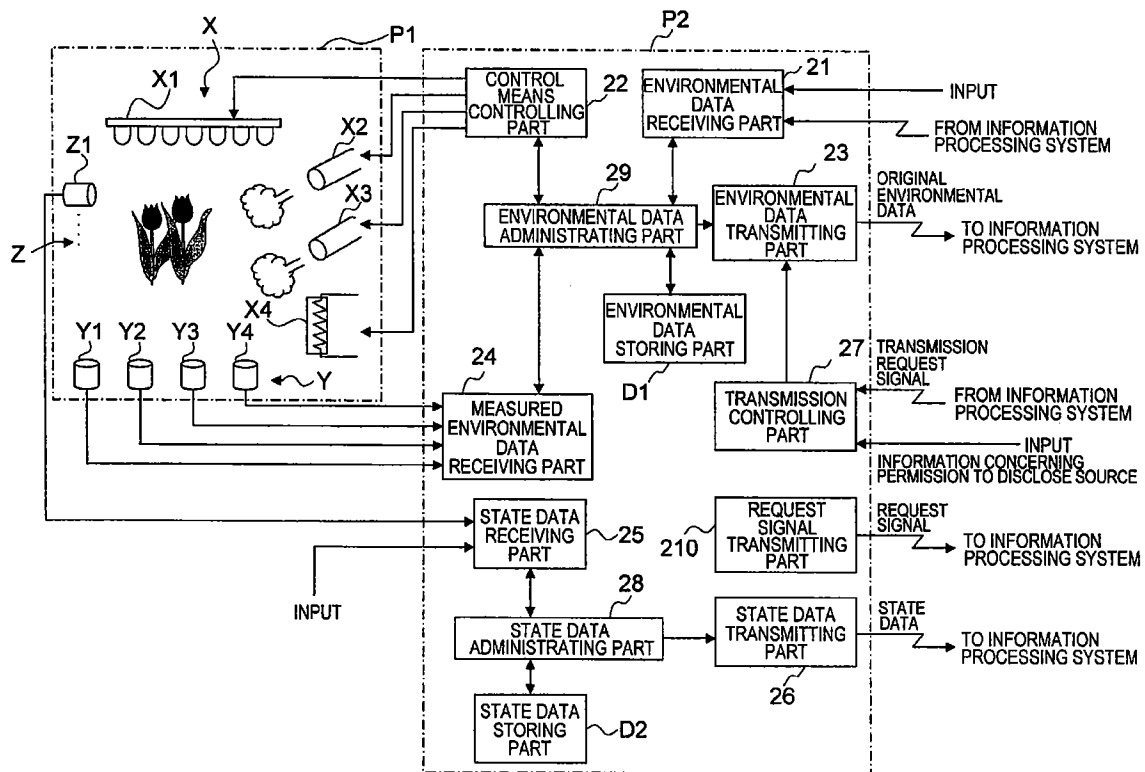 X
P1
P2
X1
22
CONTROL
MEANS
CONTROLLING
PART
21
ENVIRONMENTAL
DATA
RECEIVING PART
INPUT
FROM INFORMATION
PROCESSING SYSTEM
X2
Z1
X3
29
ENVIRONMENTAL DATA
ADMINISTRATING PART
23
ENVIRONMENTAL
DATA
TRANSMITTING
PART
ORIGINAL
ENVIRONMENTAL
DATA
TO INFORMATION
PROCESSING SYSTEM
Z
X4
ENVIRONMENTAL
DATA
STORING PART
D1
Y1
Y2
Y3
Y4
Y
24
MEASURED
ENVIRONMENTAL
DATA
RECEIVING PART
27
TRANSMISSION
CONTROLLING
PART
TRANSMISSION
REQUEST
SIGNAL
FROM INFORMATION
PROCESSING SYSTEM
INPUT
INFORMATION CONCERNING
PERMISSION TO DISCLOSE SOURCE
STATE DATA
RECEIVING
PART
25
INPUT
210
REQUEST
SIGNAL
TRANSMITTING
PART
REQUEST
SIGNAL
TO INFORMATION
PROCESSING SYSTEM
28
STATE DATA
ADMINISTRATING PART
STATE DATA
TRANSMITTING
PART
26
STATE
DATA
TO INFORMATION
PROCESSING SYSTEM
STATE DATA
STORING
PART
D2